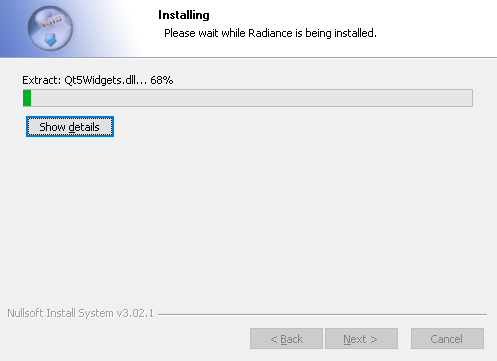 Installing
Please wait while Radiance is being installed.
Extract: Qt5Widgets.dll... 68%
Show details
Nullsoft Install System v3.02.1
< Back Next > Cancel